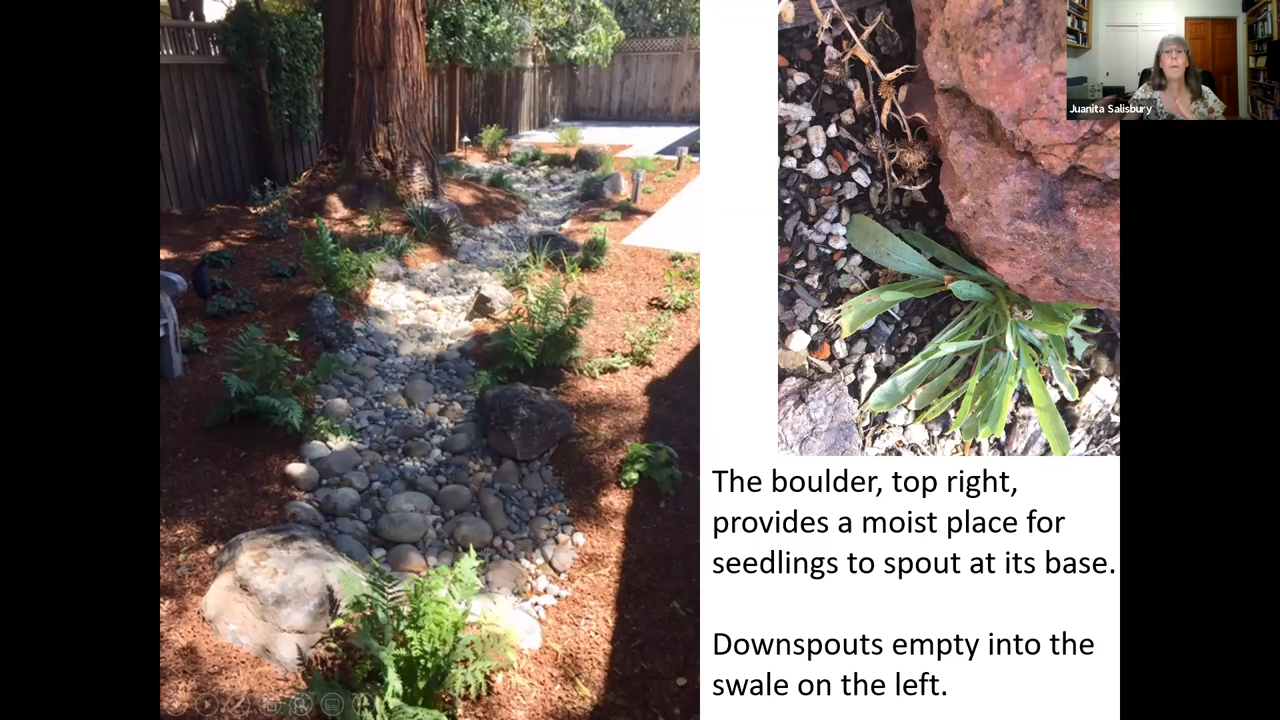 Juanita Salisbury
The boulder, top right,
provides a moist place for
seedlings to spout at its base.
Downspouts empty into the
swale on the left.